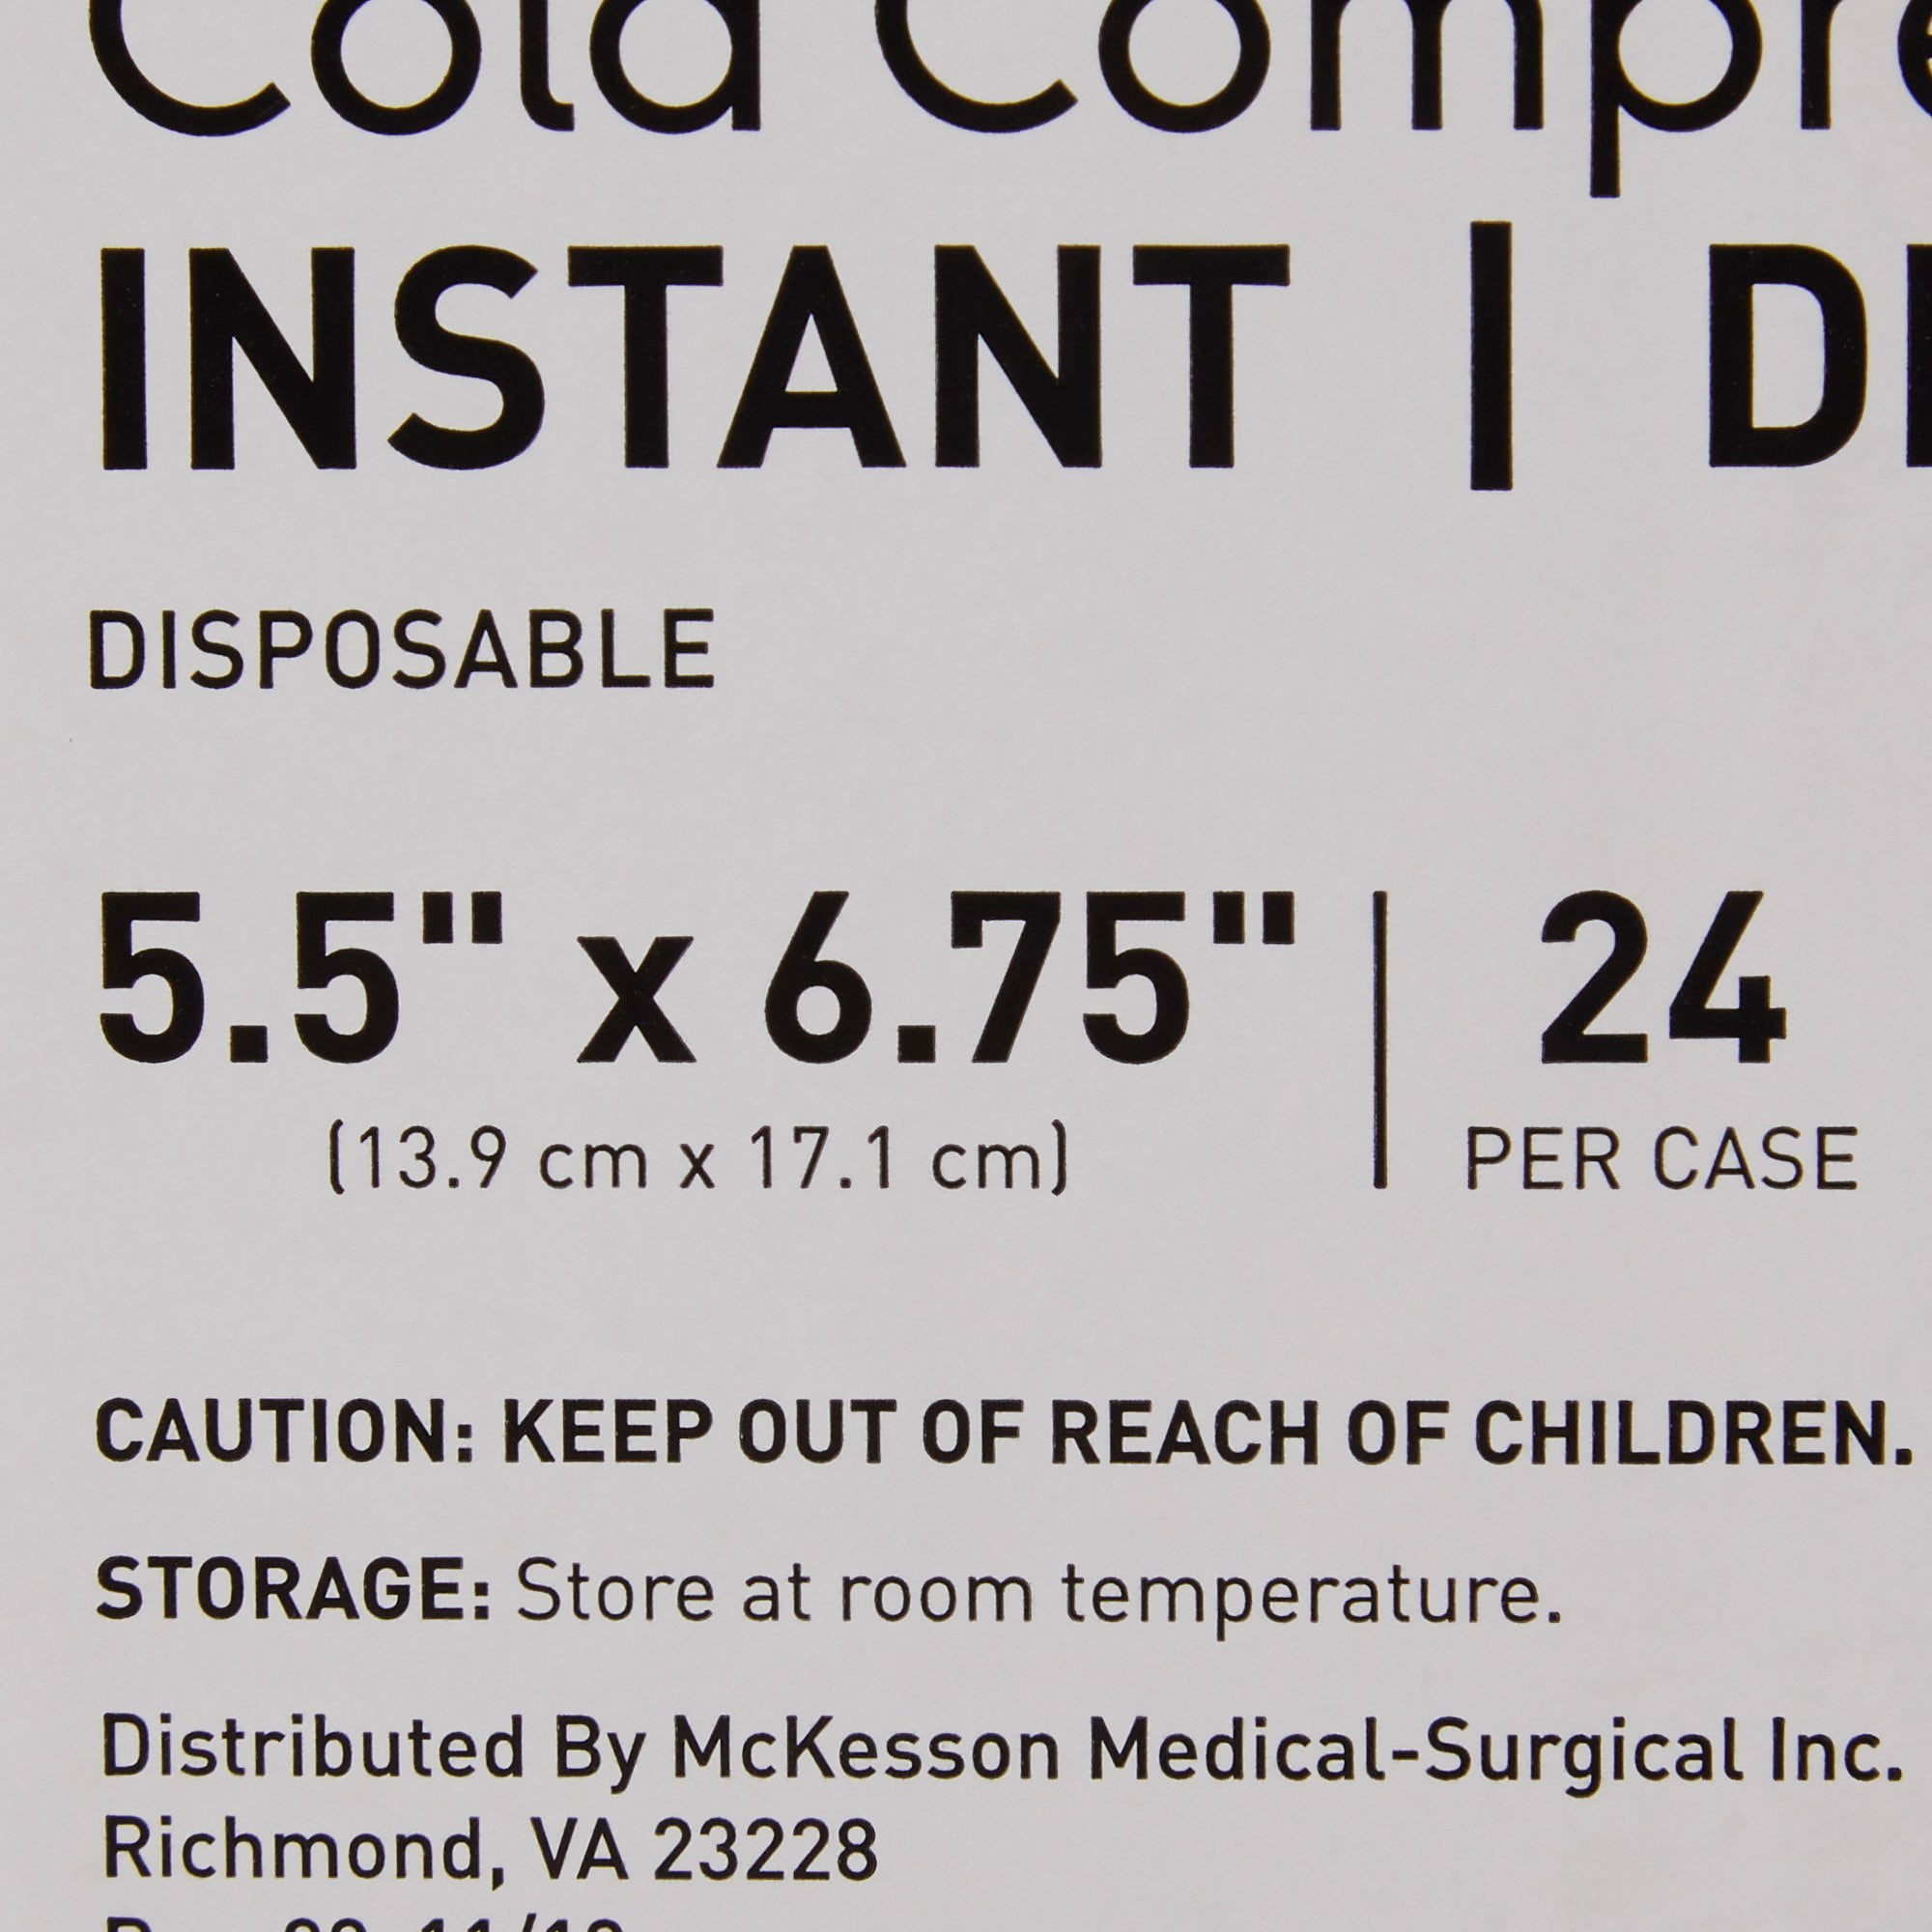 Cold
INSTANT |
DISPOSABLE
5.5" x 6.75" | 24
(13.9 cm x 17.1 cm) PER CASE
CAUTION: KEEP OUT OF REACH OF CHILDREN.
STORAGE: Store at room temperature.
Distributed By McKesson Medical-Surgical Inc.
Richmond, VA 23228